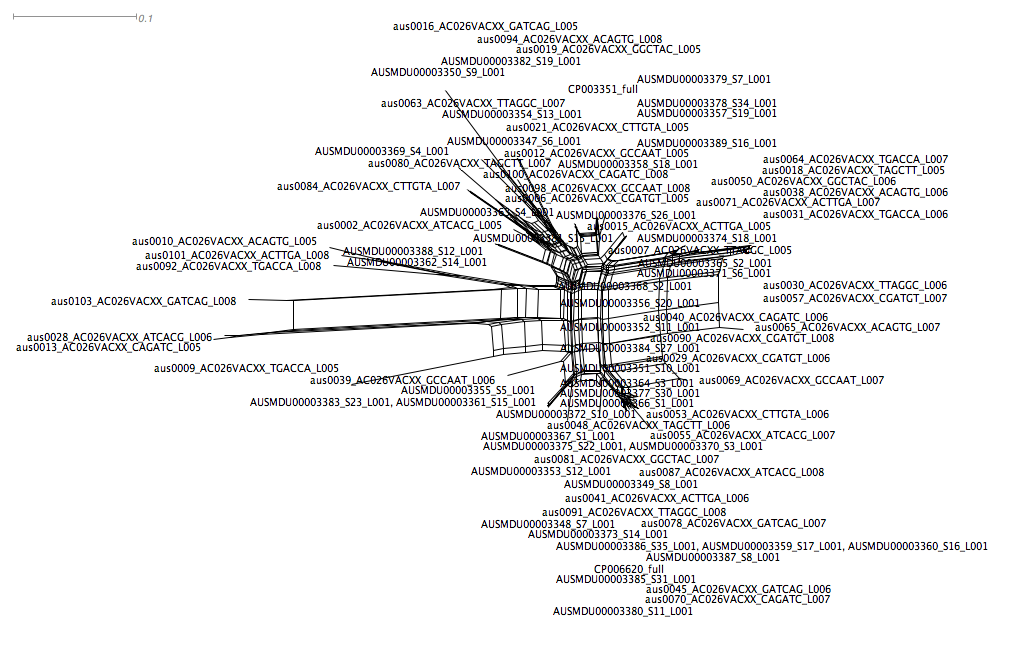 0.1
aus0016_AC026VACXX_GATCAG_L005
aus0094_AC026VACXX_ACAGTG_L008
aus0019_AC026VACXX_GGCTAC_L005
AUSMDU00003382_S19_L001
AUSMDU00003350_S9_L001
AUSMDU00003379_S7_L001
CP003351_full
aus0063_AC026VACXX_TTAGGC_L007
AUSMDU00003378_S34_L001
AUSMDU00003354_S13_L001
AUSMDU00003357_S19_L001
aus0021_AC026VACXX_CTTGTA_L005
AUSMDU00003347_S6_L001
AUSMDU00003389_S16_L001
AUSMDU00003369_S4_L001
aus0012_AC026VACXX_GCCAAT_L005
aus0064_AC026VACXX_TGACCA_L007
aus0080_AC026VACXX_TAGCTT_L007
AUSMDU00003358_S18_L001
aus0018_AC026VACXX_TAGCTT_L005
aus0100_AC026VACXX_CAGATC_L008
aus0050_AC026VACXX_GGCTAC_L006
aus0084_AC026VACXX_CTTGTA_L007
aus0098_AC026VACXX_GCCAAT_L008
aus0038_AC026VACXX_ACAGTG_L006
aus0006_AC026VACXX_CGATGT_L005
aus0071_AC026VACXX_ACTTGA_L007
AUSMDU00003376_S26_L001
aus0031_AC026VACXX_TGACCA_L006
aus0002_AC026VACXX_ATCACG_L005
aus0015_AC026VACXX_ACTTGA_L005
AUSMDU00003374_S18_L001
aus0010_AC026VACXX_ACAGTG_L005
AUSMDU00003388_S12_L001
aus0007_AC026VACXX_TTAGGC_L005
aus0101_AC026VACXX_ACTTGA_L008
AUSMDU00003362_S14_L001
AUSMDU00003365_S2_L001
aus0092_AC026VACXX_TGACCA_L008
AUSMDU00003371_S6_L001
AUSMDU00003368_S2_L001
aus0030_AC026VACXX_TTAGGC_L006
aus0103_AC026VACXX_GATCAG_L008
AUSMDU00003356_S20_L001
aus0057_AC026VACXX_CGATGT_L007
aus0040_AC026VACXX_CAGATC_L006
AUSMDU00003352_S11_L001
aus0065_AC026VACXX_ACAGTG_L007
aus0028_AC026VACXX_ATCACG_L006
aus0090_AC026VACXX_CGATGT_L008
aus0013_AC026VACXX_CAGATC_L005
AUSMDU00003384_S27_L001
aus0029_AC026VACXX_CGATGT_L006
aus0009_AC026VACXX_TGACCA_L005
AUSMDU00003351_S10_L001
aus0039_AC026VACXX_GCCAAT_L006
aus0069_AC026VACXX_GCCAAT_L007
AUSMDU00003364_S3_L001
AUSMDU00003355_S5_L001
AUSMDU00003377_S30_L001
AUSMDU00003383_S23_L001, AUSMDU00003361_S15_L001
AUSMDU00003366_S1_L001
AUSMDU00003372_S10_L001
aus0053_AC026VACXX_CTTGTA_L006
aus0048_AC026VACXX_TAGCTT_L006
AUSMDU00003367_S1_L001
aus0055_AC026VACXX_ATCACG_L007
AUSMDU00003375_S22_L001, AUSMDU00003370_S3_L001
aus0081_AC026VACXX_GGCTAC_L007
AUSMDU00003353_S12_L001
aus0087_AC026VACXX_ATCACG_L008
AUSMDU00003349_S8_L001
aus0041_AC026VACXX_ACTTGA_L006
aus0091_AC026VACXX_TTAGGC_L008
AUSMDU00003348_S7_L001
aus0078_AC026VACXX_GATCAG_L007
AUSMDU00003373_S14_L001
AUSMDU00003386_S35_L001, AUSMDU00003359_S17_L001, AUSMDU00003360_S16_L001
AUSMDU00003387_S8_L001
CP006620_full
AUSMDU00003385_S31_L001
aus0045_AC026VACXX_GATCAG_L006
aus0070_AC026VACXX_CAGATC_L007
AUSMDU00003380_S11_L001